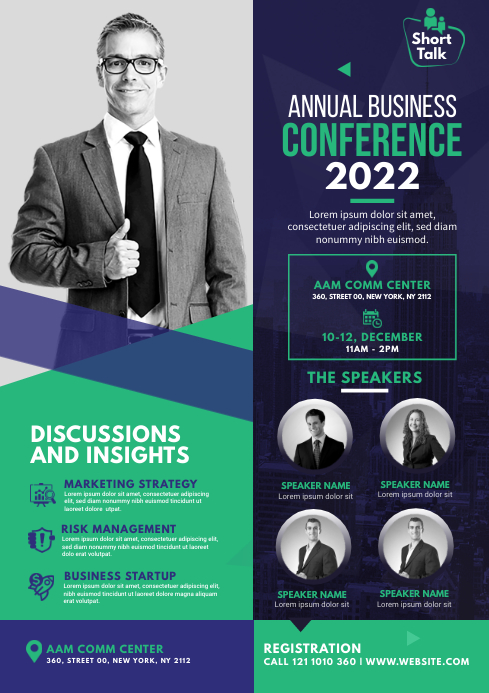 Short
Talk
ANNUAL BUSINESS
CONFERENCE
2022
Lorem ipsum dolor sit amet,
consectetuer adipiscing elit, sed diam
nonummy nibh euismod.
AAM COMM CENTER
360, STREET 00, NEW YORK, NY 2112
10-12, DECEMBER
11AM - 2PM
THE SPEAKERS
SPEAKER NAME
Lorem ipsum dolor sit
SPEAKER NAME
Lorem ipsum dolor sit
SPEAKER NAME
Lorem ipsum dolor sit
SPEAKER NAME
Lorem ipsum dolor sit
DISCUSSIONS
AND INSIGHTS
MARKETING STRATEGY
Lorem ipsum dolor sit amet, consectetuer adipiscing
elit, sed diam nonummy nibh euismod tincidunt ut
laoreet dolore utpat.
RISK MANAGEMENT
Lorem ipsum dolor sit amet, consectetuer adipiscing elit,
sed diam nonummy nibh euismod tincidunt ut laoreet
dolo erat volutpat.
BUSINESS STARTUP
Lorem ipsum dolor sit amet, consectetuer adipiscing elit,
nibh euismod tincidunt ut laoreet dolore magna aliquam
erat volutpat.
AAM COMM CENTER
360, STREET 00, NEW YORK, NY 2112
REGISTRATION
CALL 121 1010 360 | WWW.WEBSITE.COM